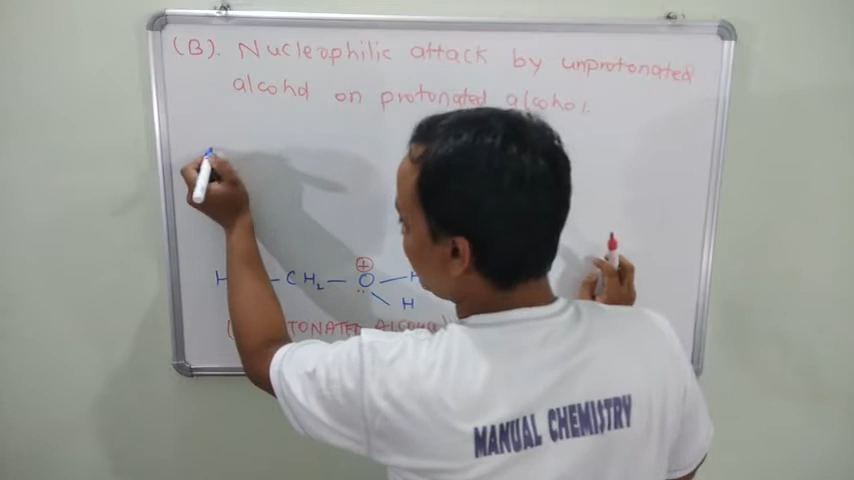 (B). Nucleophilic attack by unprotonated
alcohol on protonated alcohol.
H — CH₂ — O — H
⊕
H
MANUAL CHEMISTRY